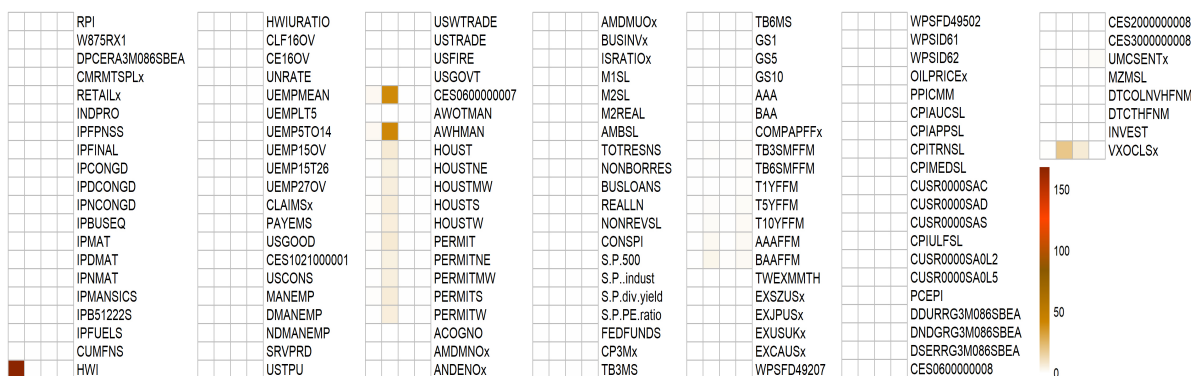 RPI
W875RX1
DPCERA3M086SBEA
CMRMTSPLx
RETAILx
INDPRO
IPFPNSS
IPFINAL
IPCONGD
IPDCONGD
IPNCONGD
IPBUSEQ
IPMAT
IPDMAT
IPNMAT
IPMANSICS
IPB51222S
IPFUELS
CUMFNS
HWI
HWIURATIO
CLF16OV
CE16OV
UNRATE
UEMPMEAN
UEMPLT5
UEMP5TO14
UEMP15OV
UEMP15T26
UEMP27OV
CLAIMSx
PAYEMS
USGOOD
CES1021000001
USCONS
MANEMP
DMANEMP
NDMANEMP
SRVPRD
USTPU
USWTRADE
USTRADE
USFIRE
USGOVT
CES0600000007
AWOTMAN
AWHMAN
HOUST
HOUSTNE
HOUSTMW
HOUSTS
HOUSTW
PERMIT
PERMITNE
PERMITMW
PERMITS
PERMITW
ACOGNO
AMDMNOx
ANDENOx
AMDMUOx
BUSINVx
ISRATIOx
M1SL
M2SL
M2REAL
AMBSL
TOTRESNS
NONBORRES
BUSLOANS
REALLN
NONREVSL
CONSPI
S.P.500
S.P..indust
S.P.div.yield
S.P.PE.ratio
FEDFUNDS
CP3Mx
TB3MS
TB6MS
GS1
GS5
GS10
AAA
BAA
COMPAPFFx
TB3SMFFM
TB6SMFFM
T1YFFM
T5YFFM
T10YFFM
AAAFFM
BAAFFM
TWEXMMTH
EXSZUSx
EXJPUSx
EXUSUKx
EXCAUSx
WPSFD49207
WPSFD49502
WPSID61
WPSID62
OILPRICEx
PPICMM
CPIAUCSL
CPIAPPSL
CPITRNSL
CPIMEDSL
CUSR0000SAC
CUSR0000SAD
CUSR0000SAS
CPIULFSL
CUSR0000SA0L2
CUSR0000SA0L5
PCEPI
DDURRG3M086SBEA
DNDGRG3M086SBEA
DSERRG3M086SBEA
CES0600000008
CES2000000008
CES3000000008
UMCSENTx
MZMSL
DTCOLNVHFNM
DTCTHFNM
INVEST
VXOCLSx
150
100
50
0